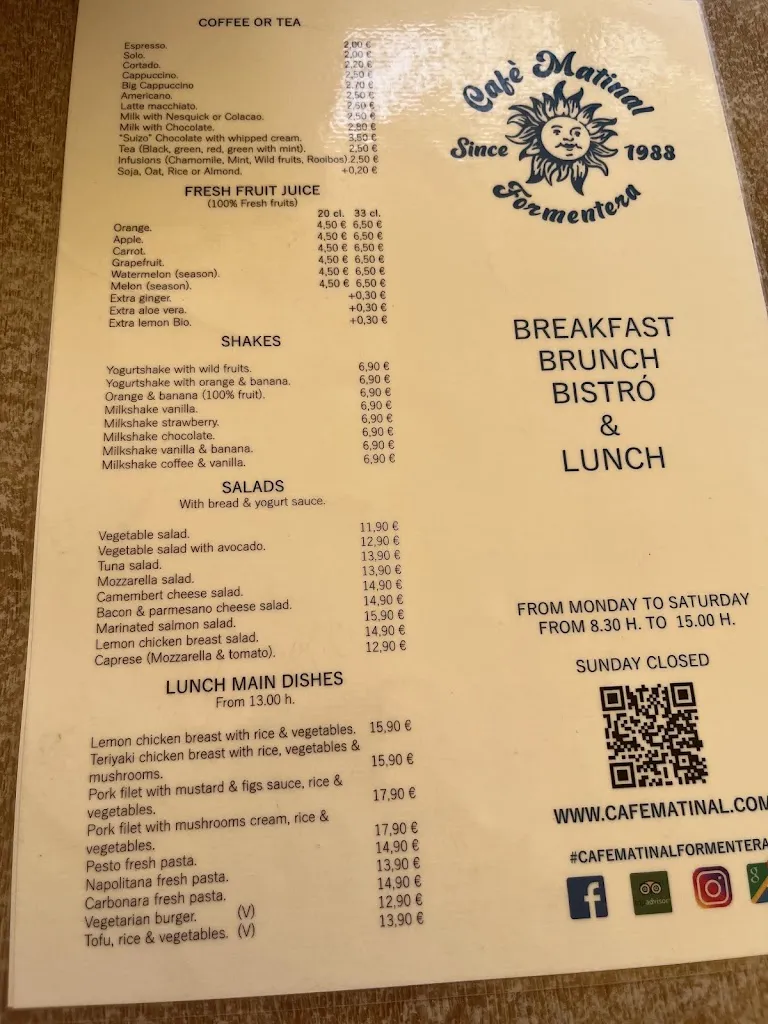 COFFEE OR TEA
Espresso. 2,00 €
Solo. 2,00 €
Cortado. 2,20 €
Cappuccino. 2,50 €
Big Cappuccino 2,70 €
Americano. 2,50 €
Latte macchiato. 2,50 €
Milk with Nesquick or Colacao. 2,50 €
Milk with Chocolate. 2,80 €
"Suizo" Chocolate with whipped cream. 3,50 €
Tea (Black, green, red, green with mint). 2,50 €
Infusions (Chamomile, Mint, Wild fruits, Rooibos). 2,50 €
Soja, Oat, Rice or Almond. +0,20 €
FRESH FRUIT JUICE
(100% Fresh fruits)
20 cl. 33 cl.
Orange. 4,50 € 6,50 €
Apple. 4,50 € 6,50 €
Carrot. 4,50 € 6,50 €
Grapefruit. 4,50 € 6,50 €
Watermelon (season). 4,50 € 6,50 €
Melon (season). 4,50 € 6,50 €
Extra ginger. +0,30 €
Extra aloe vera. +0,30 €
Extra lemon Bio. +0,30 €
SHAKES
Yogurtshake with wild fruits. 6,90 €
Yogurtshake with orange & banana. 6,90 €
Orange & banana (100% fruit). 6,90 €
Milkshake vanilla. 6,90 €
Milkshake strawberry. 6,90 €
Milkshake chocolate. 6,90 €
Milkshake vanilla & banana. 6,90 €
Milkshake coffee & vanilla. 6,90 €
SALADS
With bread & yogurt sauce.
Vegetable salad. 11,90 €
Vegetable salad with avocado. 12,90 €
Tuna salad. 13,90 €
Mozzarella salad. 13,90 €
Camembert cheese salad. 14,90 €
Bacon & parmesano cheese salad. 14,90 €
Marinated salmon salad. 15,90 €
Lemon chicken breast salad. 14,90 €
Caprese (Mozzarella & tomato). 12,90 €
LUNCH MAIN DISHES
From 13.00 h.
Lemon chicken breast with rice & vegetables. 15,90 €
Teriyaki chicken breast with rice, vegetables &
mushrooms. 15,90 €
Pork filet with mustard & figs sauce, rice &
vegetables. 17,90 €
Pork filet with mushrooms cream, rice &
vegetables. 17,90 €
Pesto fresh pasta. 14,90 €
Napolitana fresh pasta. 13,90 €
Carbonara fresh pasta. 14,90 €
Vegetarian burger. (V) 12,90 €
Tofu, rice & vegetables. (V) 13,90 €
Cafè Matinal
Since 1988
Formentera
BREAKFAST
BRUNCH
BISTRÓ
&
LUNCH
FROM MONDAY TO SATURDAY
FROM 8.30 H. TO 15.00 H.
SUNDAY CLOSED
WWW.CAFEMATINAL.COM
#CAFEMATINALFORMENTERA
f
advisor
g